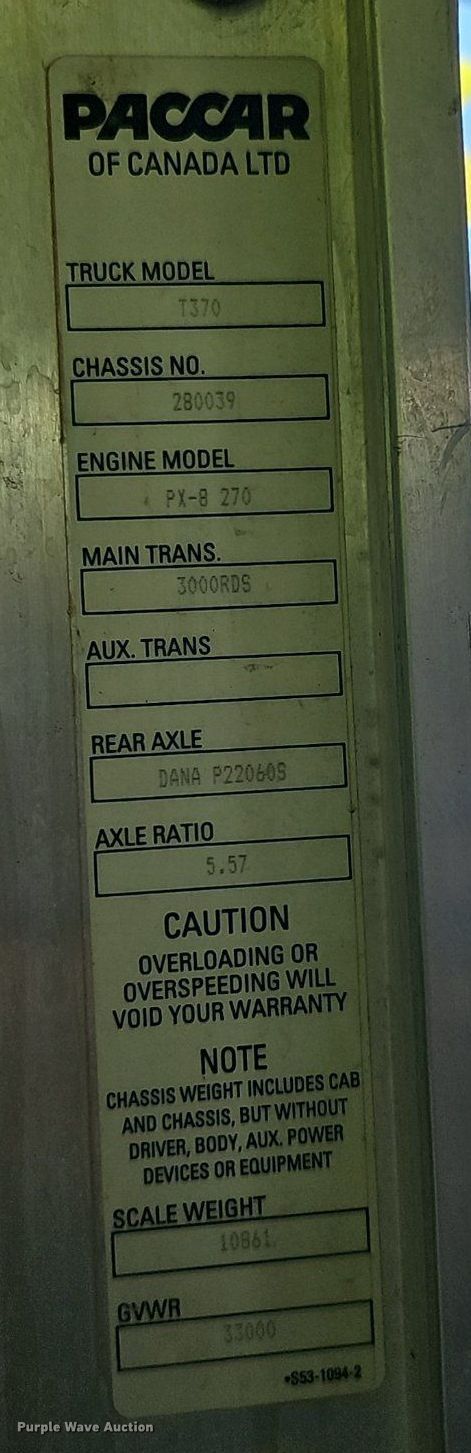 PACCAR
OF CANADA LTD
TRUCK MODEL
T370
CHASSIS NO.
280039
ENGINE MODEL
PX-8 270
MAIN TRANS.
3000RDS
AUX. TRANS
REAR AXLE
DANA P22060S
AXLE RATIO
5.57
CAUTION
OVERLOADING OR
OVERSPEEDING WILL
VOID YOUR WARRANTY
NOTE
CHASSIS WEIGHT INCLUDES CAB
AND CHASSIS, BUT WITHOUT
DRIVER, BODY, AUX. POWER
DEVICES OR EQUIPMENT
SCALE WEIGHT
10861
GVWR
33000
•S53-1094-2
Purple Wave Auction